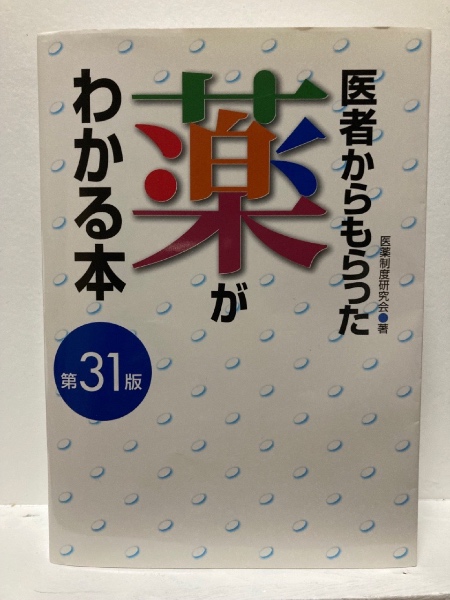 医者からもらった
薬が
わかる本
医薬制度研究会●著
第31版